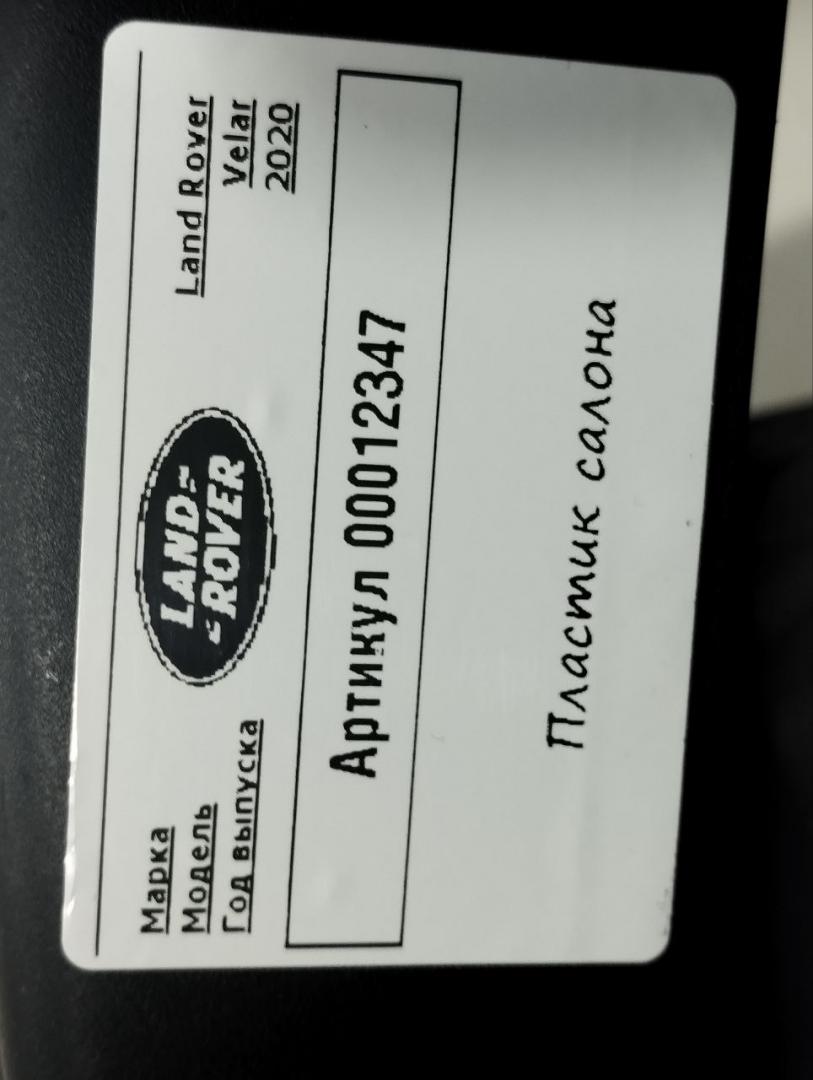 Марка
Модель
Год выпуска
LAND
ROVER
Land Rover
Velar
2020
Артикул 00012347
Пластик салона